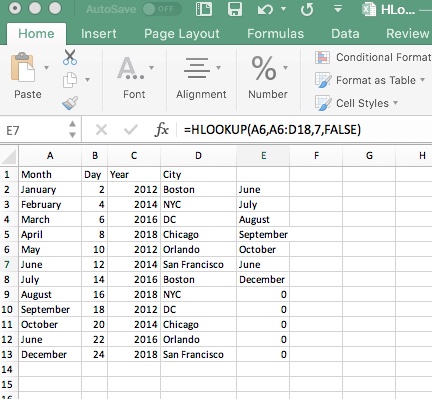 AutoSave OFF HLo...
Home Insert Page Layout Formulas Data Review
Paste Font Alignment % Number Conditional Format
Format as Table
Cell Styles
E7 fx =HLOOKUP(A6,A6:D18,7,FALSE)
A B C D E F G H
1 Month Day Year City
2 January 2 2012 Boston June
3 February 4 2014 NYC July
4 March 6 2016 DC August
5 April 8 2018 Chicago September
6 May 10 2012 Orlando October
7 June 12 2014 San Francisco June
8 July 14 2016 Boston December
9 August 16 2018 NYC 0
10 September 18 2012 DC 0
11 October 20 2014 Chicago 0
12 June 22 2016 Orlando 0
13 December 24 2018 San Francisco 0
14
15
16